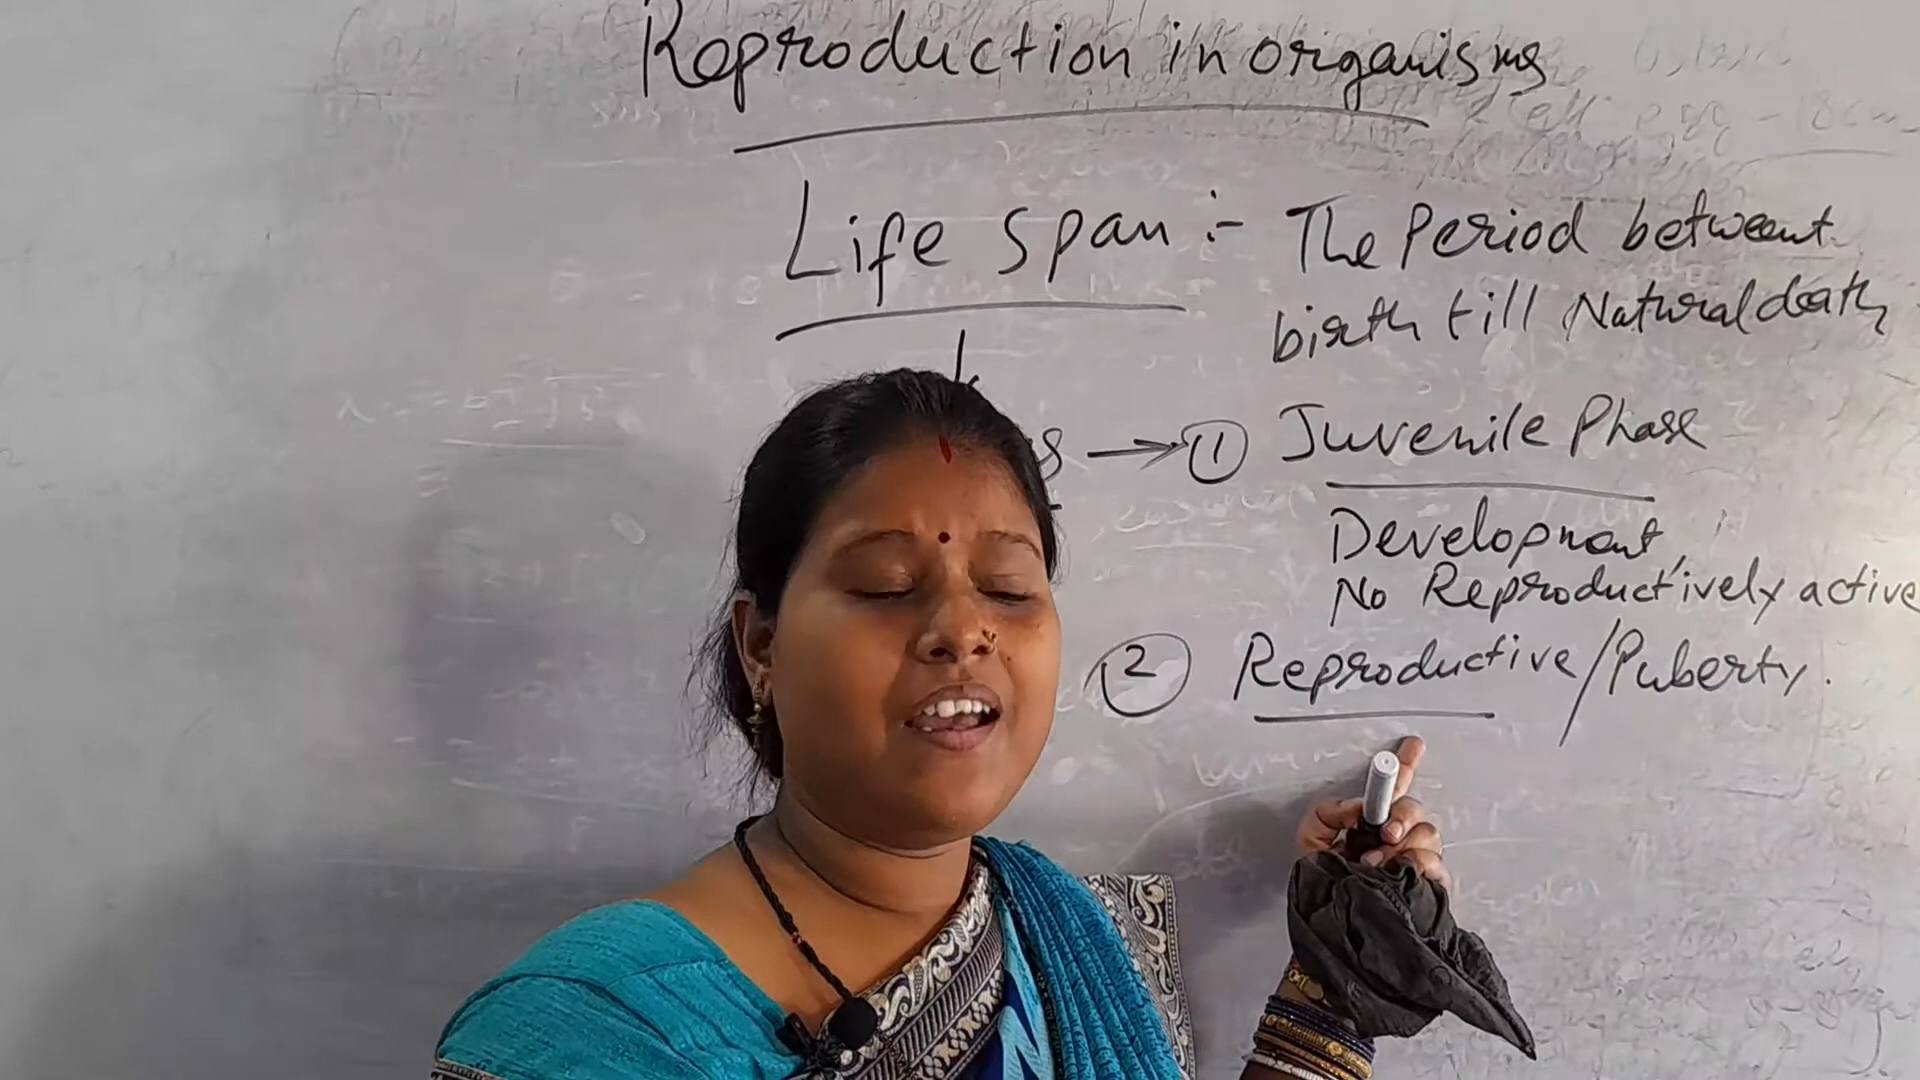 Reproduction in organisms
Life span :- The Period between
birth till Natural death
s → ① Juvenile Phase
Development,
No Reproductively active
② Reproductive/Puberty.